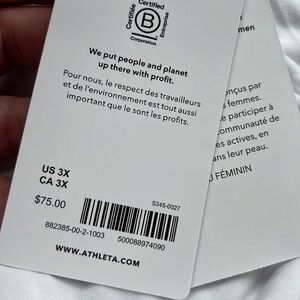 Certified
Certifiée
B
Entreprise
Corporation
We put people and planet
up there with profit.
Pour nous, le respect des travailleurs
et de l'environnement est tout aussi
important que le sont les profits.
US 3X
CA 3X
$75.00
S345-0027
882385-00-2-1003
500088974090
WWW.ATHLETA.COM
men
onçus par
femmes.
e participer à
ommunauté de
es actives, en
ans leur peau.
FÉMININ